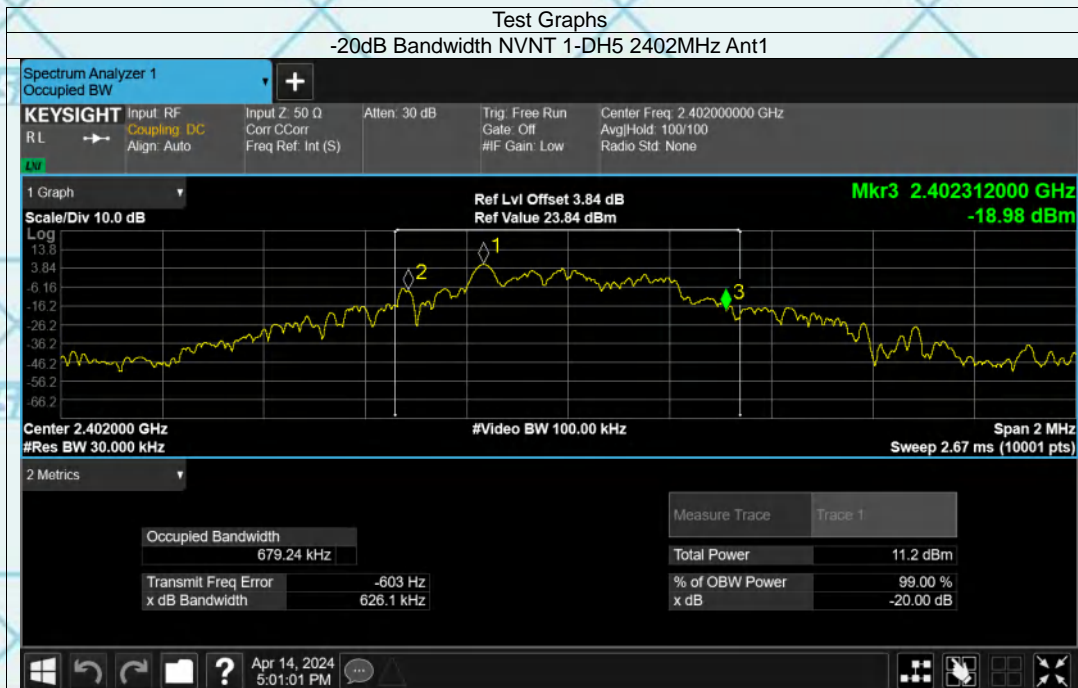 Test Graphs
-20dB Bandwidth NVNT 1-DH5 2402MHz Ant1
Spectrum Analyzer 1
Occupied BW
+
KEYSIGHT Input: RF Input Z: 50 Ω Atten: 30 dB Trig: Free Run Center Freq: 2.402000000 GHz
RL Coupling: DC Corr CCorr Gate: Off Avg|Hold: 100/100
Align: Auto Freq Ref: Int (S) #IF Gain: Low Radio Std: None
LNI
1 Graph Ref Lvl Offset 3.84 dB Mkr3 2.402312000 GHz
Scale/Div 10.0 dB Ref Value 23.84 dBm -18.98 dBm
Log
13.8
3.84
-6.16
-16.2
-26.2
-36.2
-46.2
-56.2
-66.2
1
2
3
Center 2.402000 GHz #Video BW 100.00 kHz Span 2 MHz
#Res BW 30.000 kHz Sweep 2.67 ms (10001 pts)
2 Metrics
Measure Trace Trace 1
Occupied Bandwidth
679.24 kHz
Total Power 11.2 dBm
Transmit Freq Error -603 Hz % of OBW Power 99.00 %
x dB Bandwidth 626.1 kHz x dB -20.00 dB
? Apr 14, 2024
5:01:01 PM